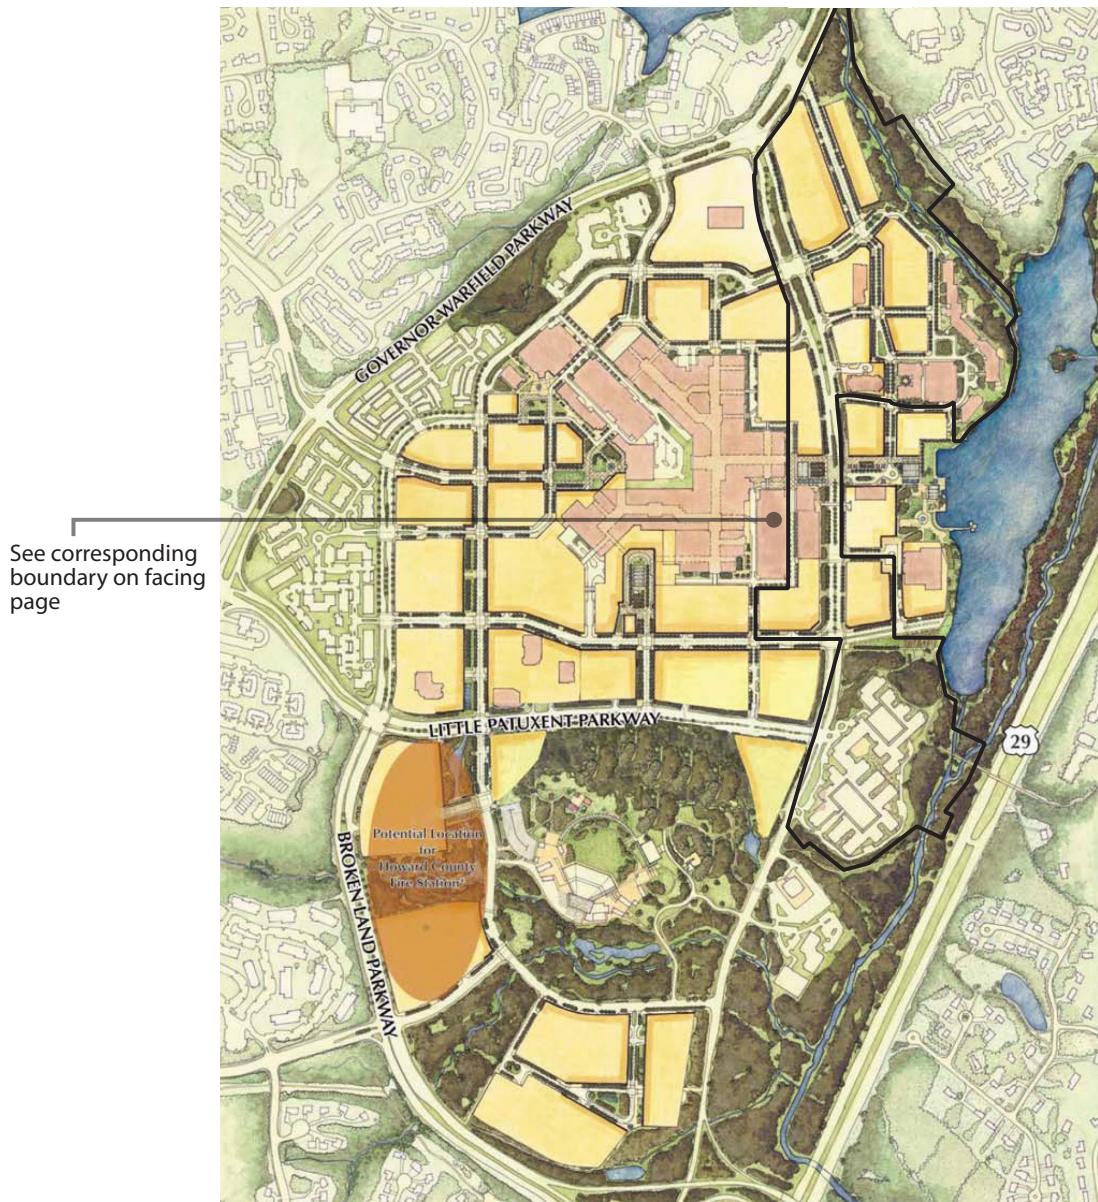 GOVERNOR WARFIELD PARKWAY
See corresponding
boundary on facing
page
LITTLE PATUXENT PARKWAY
29
BROKEN LAND PARKWAY
Potential Location
for
Howard County
Fire Station*